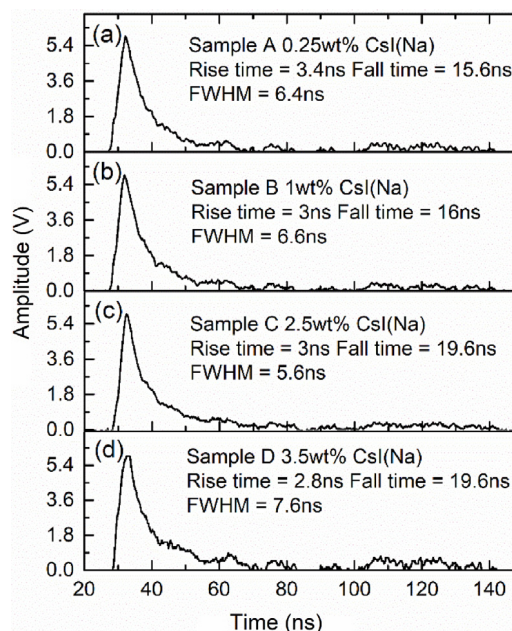 (a)
5.4
3.6
1.8
0.0
Sample A 0.25wt% CsI(Na)
Rise time = 3.4ns Fall time = 15.6ns
FWHM = 6.4ns
(b)
5.4
3.6
1.8
0.0
Sample B 1wt% CsI(Na)
Rise time = 3ns Fall time = 16ns
FWHM = 6.6ns
(c)
5.4
3.6
1.8
0.0
Sample C 2.5wt% CsI(Na)
Rise time = 3ns Fall time = 19.6ns
FWHM = 5.6ns
(d)
5.4
3.6
1.8
0.0
Sample D 3.5wt% CsI(Na)
Rise time = 2.8ns Fall time = 19.6ns
FWHM = 7.6ns
Amplitude (V)
20 40 60 80 100 120 140
Time (ns)